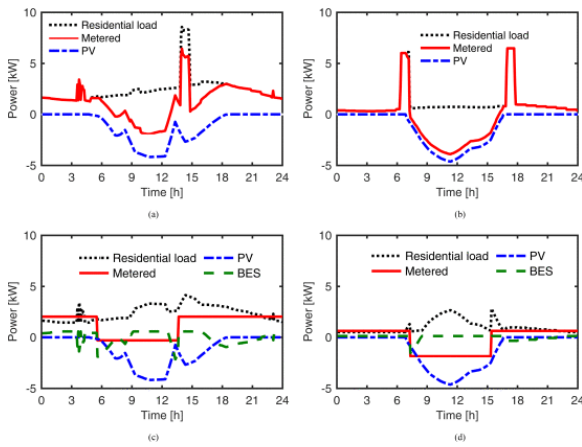 10
5
0
-5
Power [kW]
Residential load
Metered
PV
0 3 6 9 12 15 18 21 24
Time [h]
(a)
10
5
0
-5
Power [kW]
Residential load
Metered
PV
0 3 6 9 12 15 18 21 24
Time [h]
(b)
10
5
0
-5
Power [kW]
Residential load PV
Metered BES
0 3 6 9 12 15 18 21 24
Time [h]
(c)
10
5
0
-5
Power [kW]
Residential load PV
Metered BES
0 3 6 9 12 15 18 21 24
Time [h]
(d)